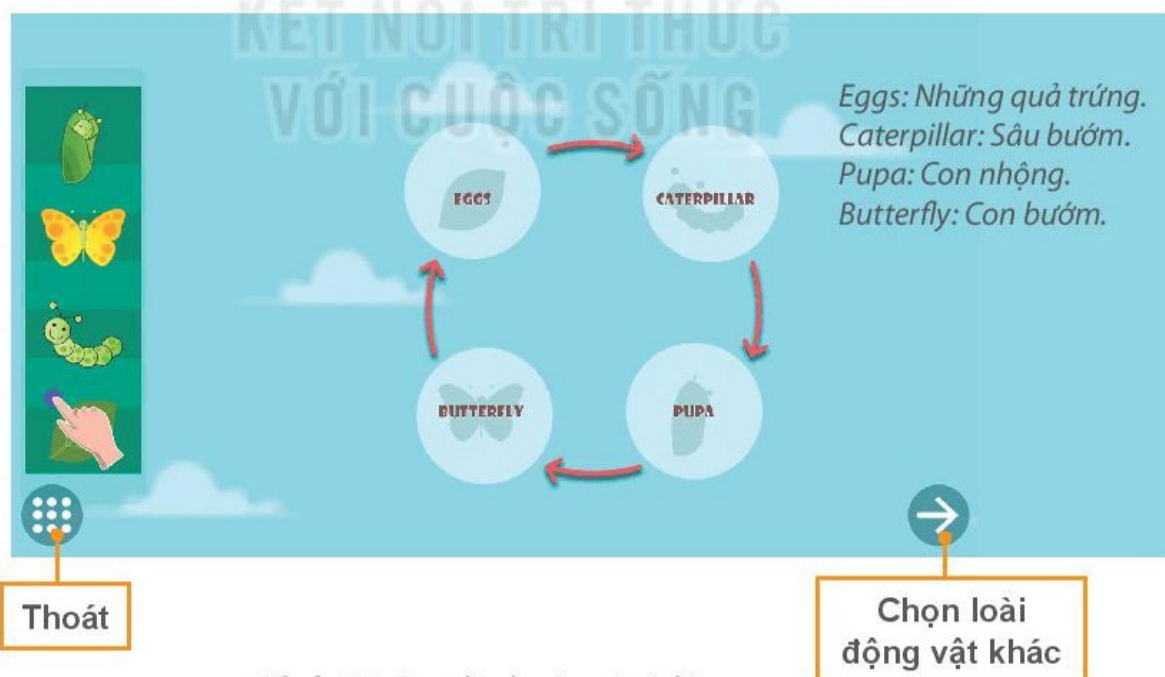 KẾT NỐI TRI THỨC
VỚI CUỘC SỐNG
Eggs: Những quả trứng.
Caterpillar: Sâu bướm.
Pupa: Con nhộng.
Butterfly: Con bướm.
EGGS
CATERPILLAR
BUTTERFLY
PUPA
Thoát
Chọn loài
động vật khác